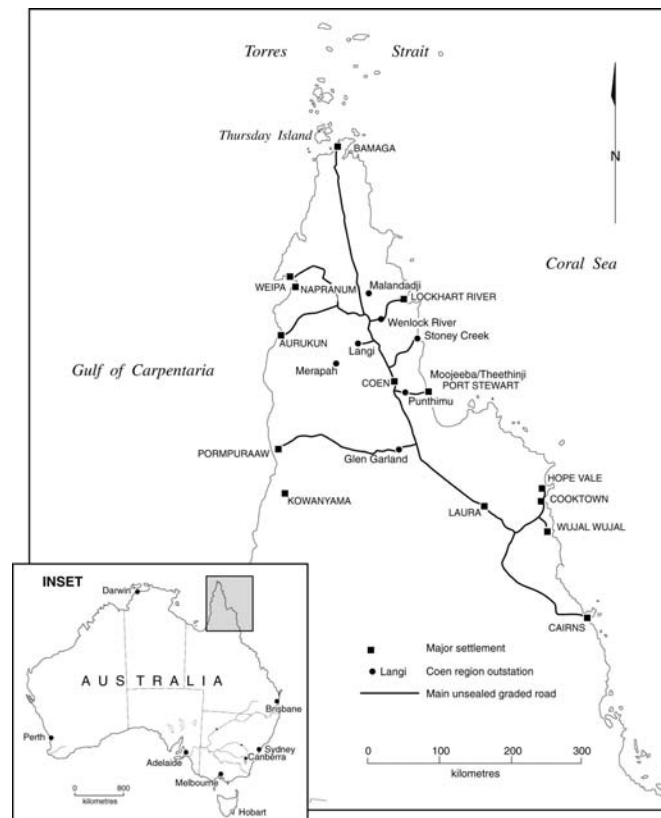 Torres Strait
Thursday Island
BAMAGA
N
Coral Sea
WEIPA
NAPRANUM
Malandadji
LOCKHART RIVER
Wenlock River
Stoney Creek
AURUKUN
Langi
Gulf of Carpentaria
Merapah
COEN
Moojeeba/Theethinji
PORT STEWART
Punthimu
PORMPURAAW
Glen Garland
KOWANYAMA
HOPE VALE
COOKTOWN
LAURA
WUJAL WUJAL
CAIRNS
INSET
Darwin
AUSTRALIA
Brisbane
Perth
Sydney
Canberra
Adelaide
Melbourne
0 800
kilometres
Hobart
Major settlement
Langi Coen region outstation
Main unsealed graded road
0 100 200 300
kilometres